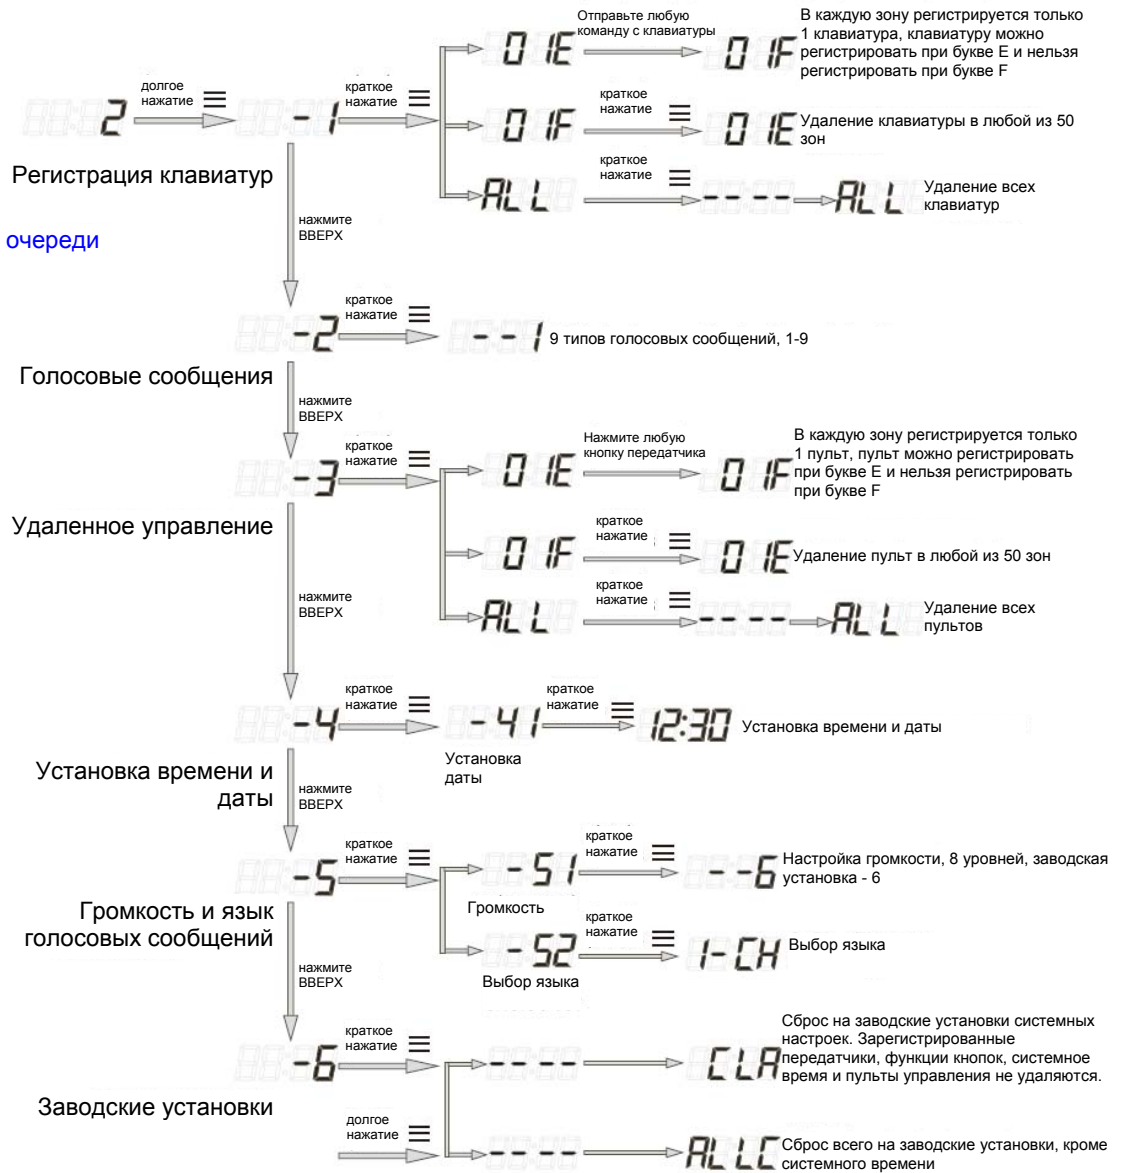 Отправьте любую
команду с клавиатуры
01E
01F
В каждую зону регистрируется только
1 клавиатура, клавиатуру можно
регистрировать при букве E и нельзя
регистрировать при букве F
2
долгое
нажатие
-1
краткое
нажатие
01F
краткое
нажатие
01E
Удаление клавиатуры в любой из 50
зон
Регистрация клавиатур
ALL
краткое
нажатие
----
ALL
Удаление всех
клавиатур
нажмите
ВВЕРХ
очереди
-2
краткое
нажатие
--1
9 типов голосовых сообщений, 1-9
Голосовые сообщения
нажмите
ВВЕРХ
-3
краткое
нажатие
01E
Нажмите любую
кнопку передатчика
01F
В каждую зону регистрируется только
1 пульт, пульт можно регистрировать
при букве E и нельзя регистрировать
при букве F
Удаленное управление
01F
краткое
нажатие
01E
Удаление пульт в любой из 50 зон
нажмите
ВВЕРХ
ALL
краткое
нажатие
----
ALL
Удаление всех
пультов
-4
краткое
нажатие
-41
краткое
нажатие
12:30
Установка времени и даты
Установка
даты
Установка времени и
даты
нажмите
ВВЕРХ
-5
краткое
нажатие
-51
краткое
нажатие
--6
Настройка громкости, 8 уровней, заводская
установка - 6
Громкость
Громкость и язык
голосовых сообщений
-52
краткое
нажатие
1-CH
Выбор языка
Выбор языка
нажмите
ВВЕРХ
-6
краткое
нажатие
----
CLA
Сброс на заводские установки системных
настроек. Зарегистрированные
передатчики, функции кнопок, системное
время и пульты управления не удаляются.
Заводские установки
долгое
нажатие
----
ALLC
Сброс всего на заводские установки, кроме
системного времени